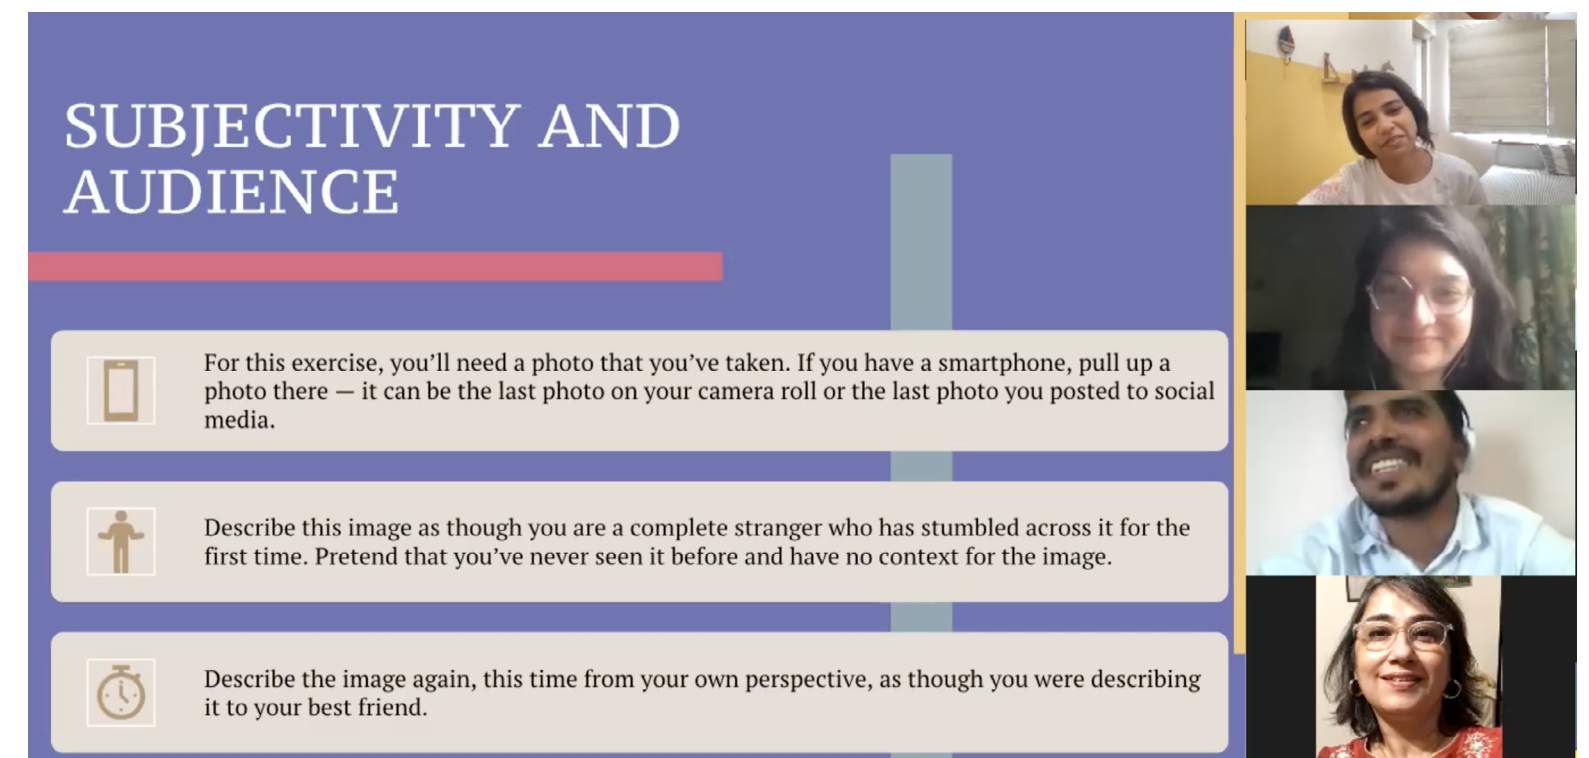 SUBJECTIVITY AND
AUDIENCE
For this exercise, you’ll need a photo that you’ve taken. If you have a smartphone, pull up a
photo there — it can be the last photo on your camera roll or the last photo you posted to social
media.
Describe this image as though you are a complete stranger who has stumbled across it for the
first time. Pretend that you’ve never seen it before and have no context for the image.
Describe the image again, this time from your own perspective, as though you were describing
it to your best friend.